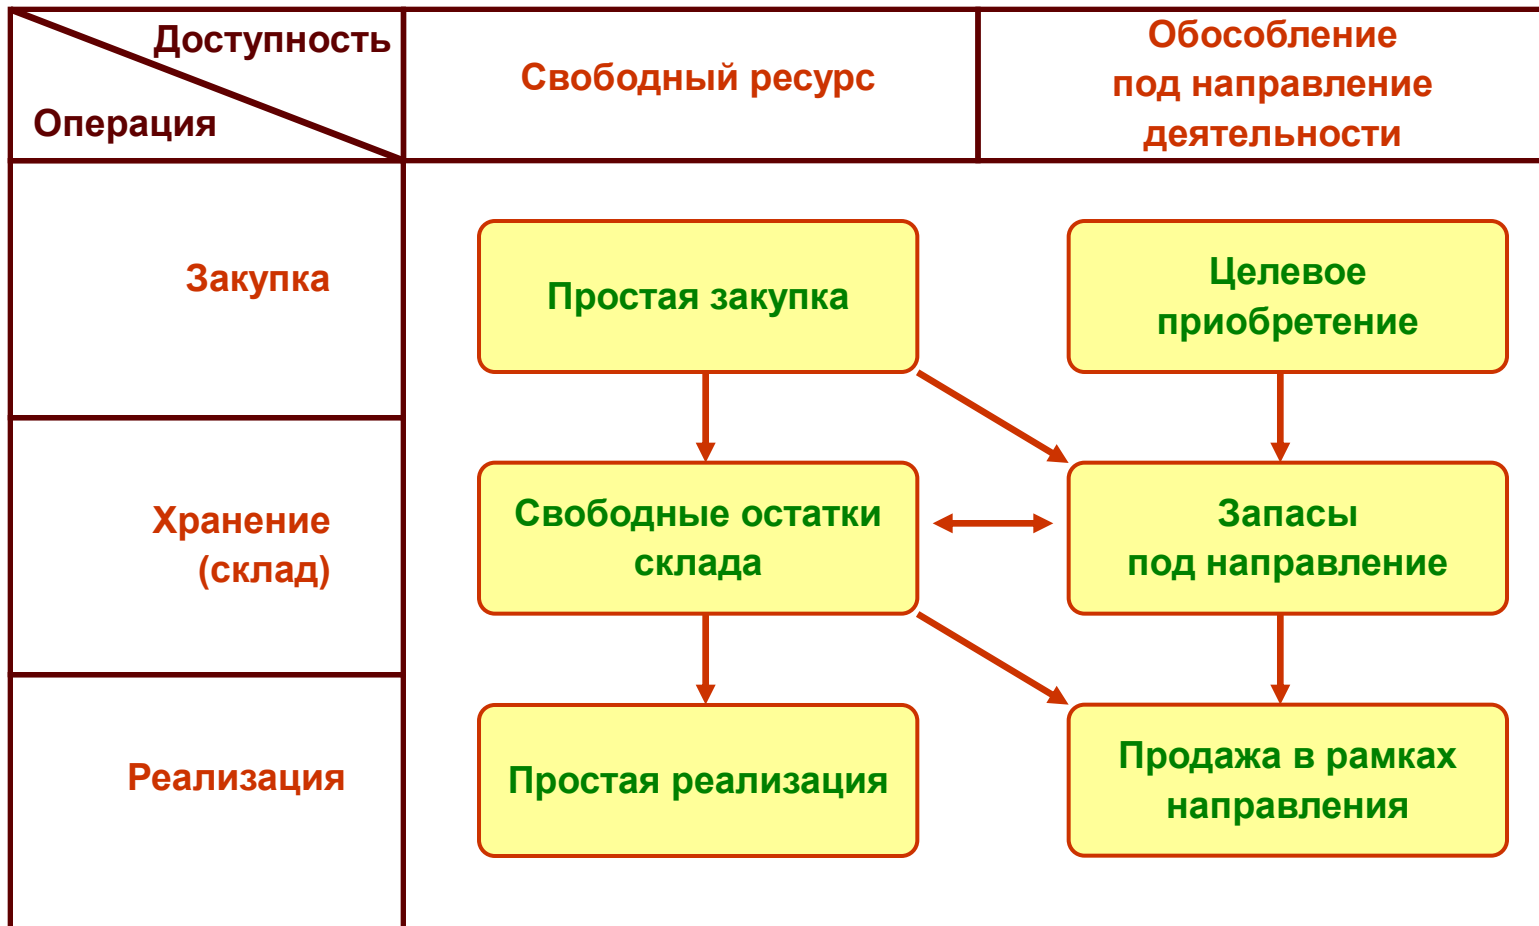 Доступность
Операция
Свободный ресурс
Обособление
под направление
деятельности
Закупка
Простая закупка
Целевое
приобретение
Хранение
(склад)
Свободные остатки
склада
Запасы
под направление
Реализация
Простая реализация
Продажа в рамках
направления